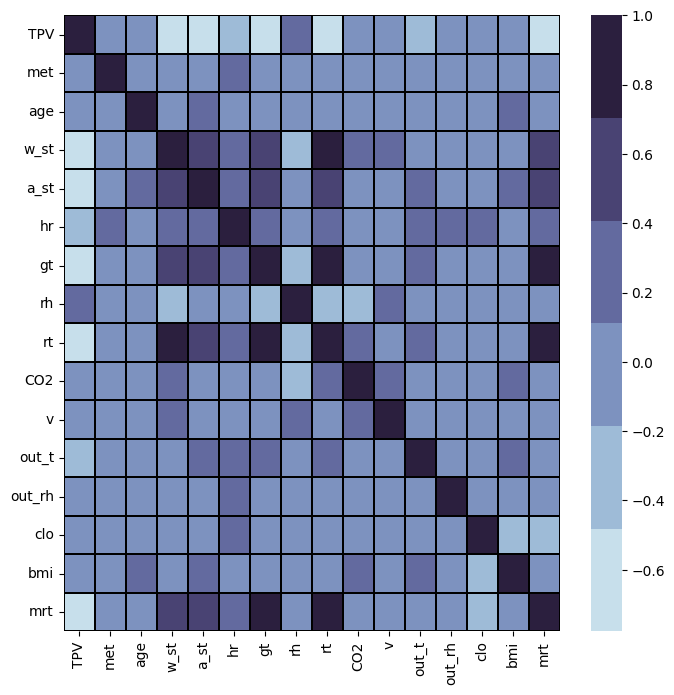 TPV
met
age
w_st
a_st
hr
gt
rh
rt
CO2
v
out_t
out_rh
clo
bmi
mrt
TPV
met
age
w_st
a_st
hr
gt
rh
rt
CO2
v
out_t
out_rh
clo
bmi
mrt
1.0
0.8
0.6
0.4
0.2
0.0
−0.2
−0.4
−0.6